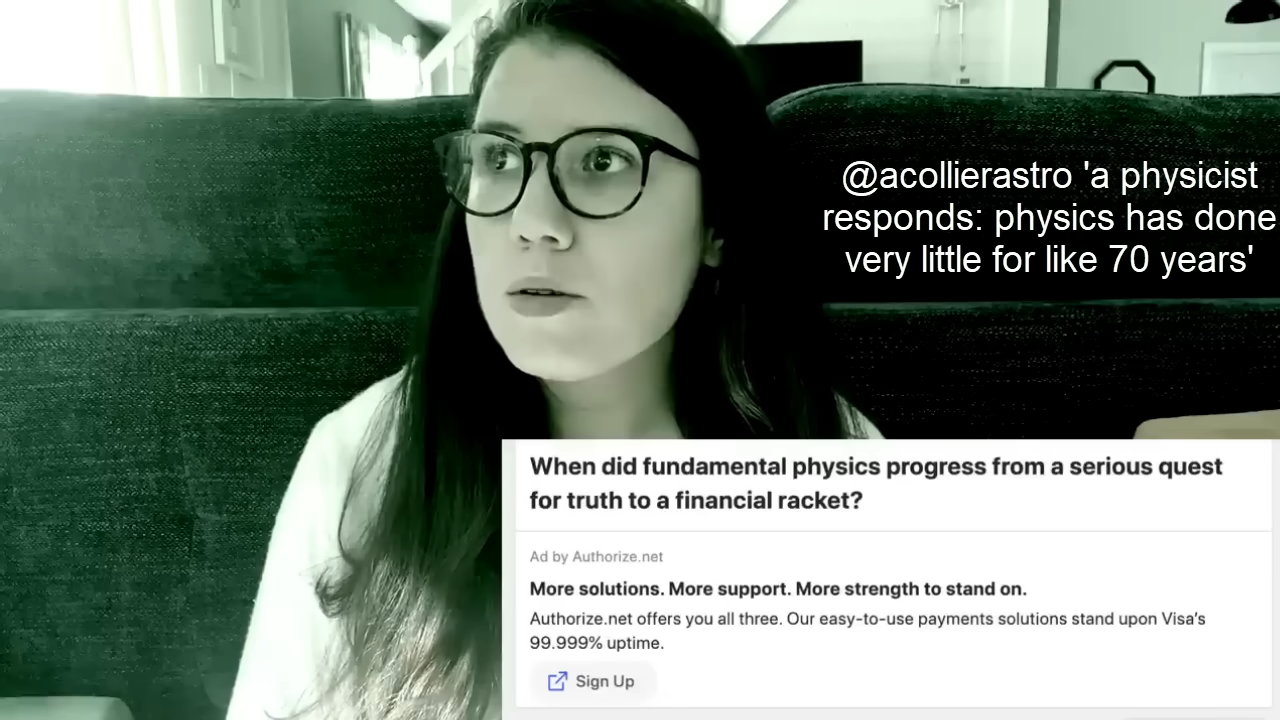 @acollierastro 'a physicist
responds: physics has done
very little for like 70 years'
When did fundamental physics progress from a serious quest
for truth to a financial racket?
Ad by Authorize.net
More solutions. More support. More strength to stand on.
Authorize.net offers you all three. Our easy-to-use payments solutions stand upon Visa's
99.999% uptime.
Sign Up